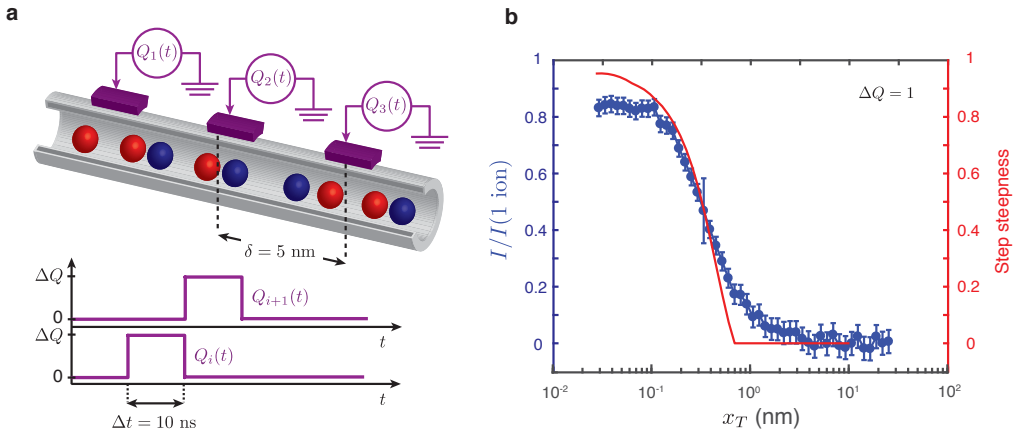 a
Q₁(t)
Q₂(t)
Q₃(t)
δ = 5 nm
ΔQ
0
Qᵢ₊₁(t)
t
ΔQ
0
Qᵢ(t)
t
Δt = 10 ns
b
1
0.8
0.6
0.4
0.2
0
I/I(1 ion)
ΔQ = 1
1
0.8
0.6
0.4
0.2
0
Step steepness
10⁻² 10⁻¹ 10⁰ 10¹ 10²
x_T (nm)